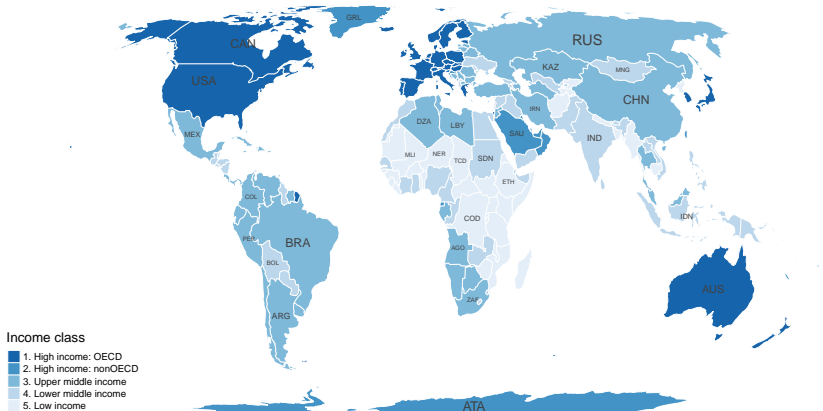 GRL
CAN
RUS
USA
KAZ
MNG
CHN
IRN
MEX
DZA
LBY
SAU
IND
MLI
NER
TCD
SDN
ETH
COL
IDN
COD
PER
BRA
AGO
BOL
AUS
ZAF
ARG
Income class
1. High income: OECD
2. High income: nonOECD
3. Upper middle income
4. Lower middle income
5. Low income
ATA